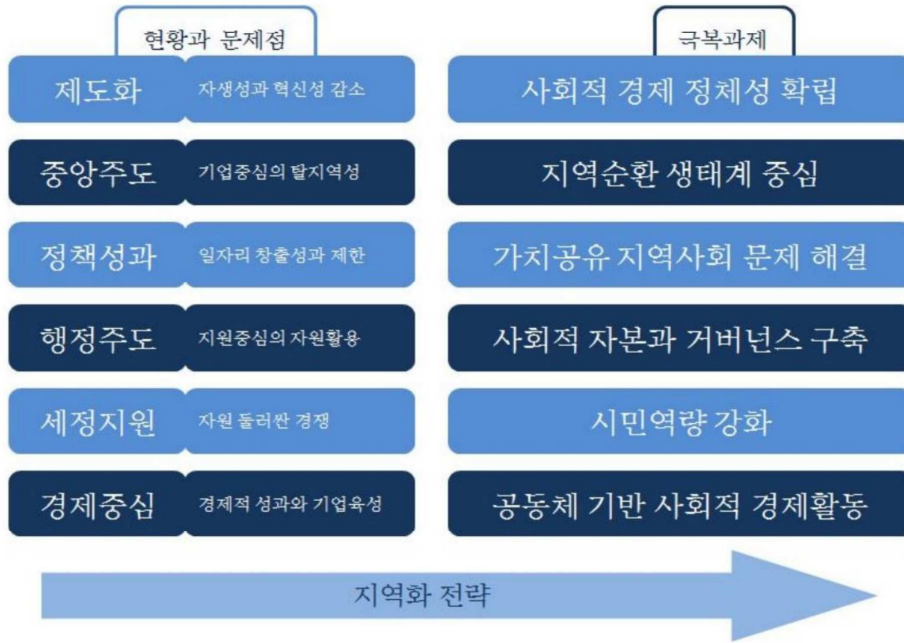 현황과 문제점
극복과제
제도화 자생성과 혁신성 감소 사회적 경제 정체성 확립
중앙주도 기업중심의 탈지역성 지역순환 생태계 중심
정책성과 일자리 창출성과 제한 가치공유 지역사회 문제 해결
행정주도 지원중심의 자원활용 사회적 자본과 거버넌스 구축
세정지원 자원 둘러싼 경쟁 시민역량 강화
경제중심 경제적 성과와 기업육성 공동체 기반 사회적 경제활동
지역화 전략